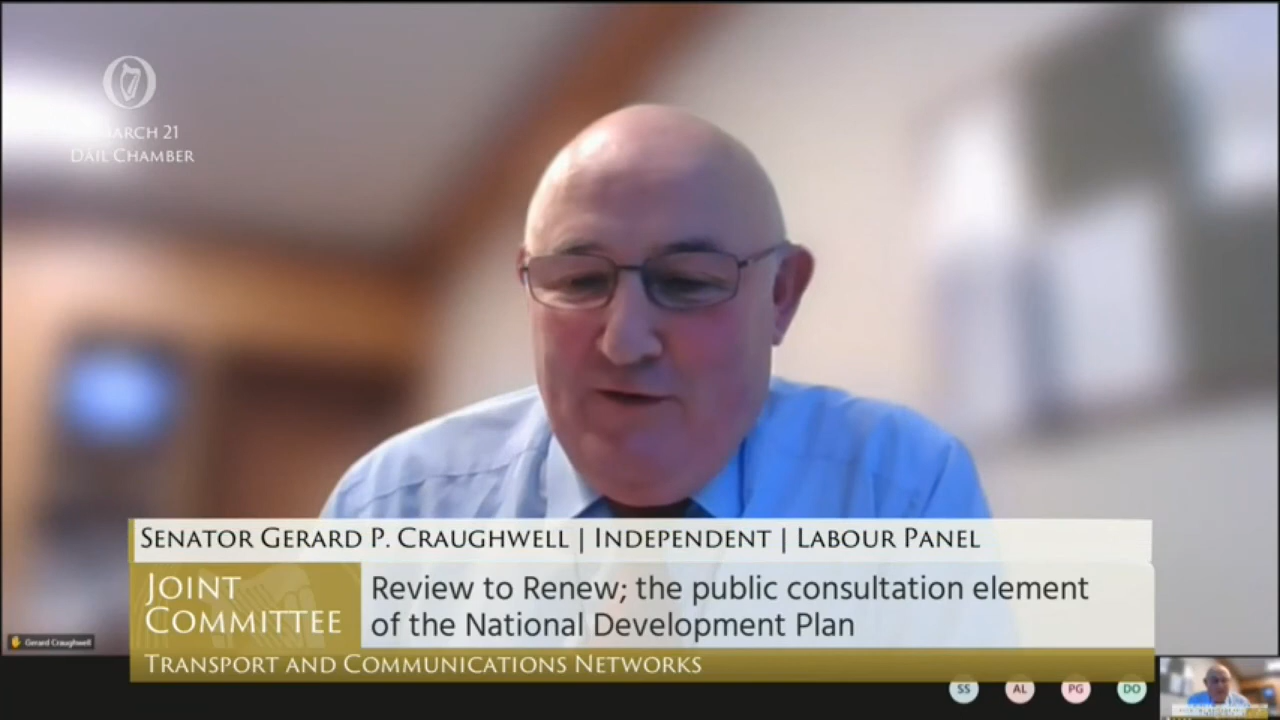 MARCH 21
DÁIL CHAMBER
SENATOR GERARD P. CRAUGHWELL | INDEPENDENT | LABOUR PANEL
JOINT
COMMITTEE
Review to Renew; the public consultation element
of the National Development Plan
TRANSPORT AND COMMUNICATIONS NETWORKS
Gerard Craughwell
SS AL PG DO